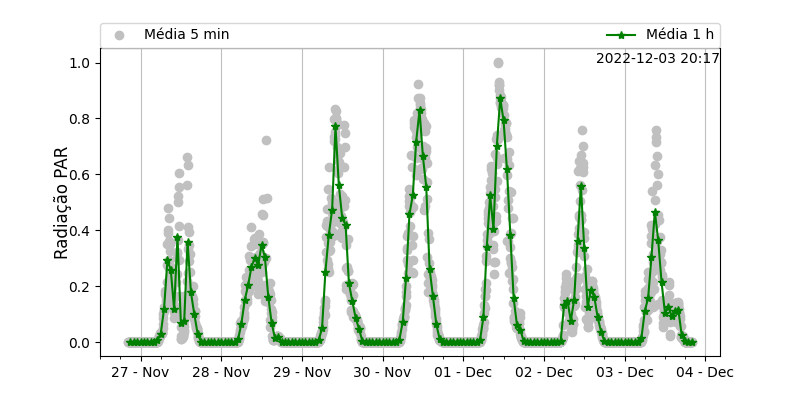 Média 5 min
Média 1 h
2022-12-03 20:17
Radiação PAR
1.0
0.8
0.6
0.4
0.2
0.0
27 - Nov
28 - Nov
29 - Nov
30 - Nov
01 - Dec
02 - Dec
03 - Dec
04 - Dec